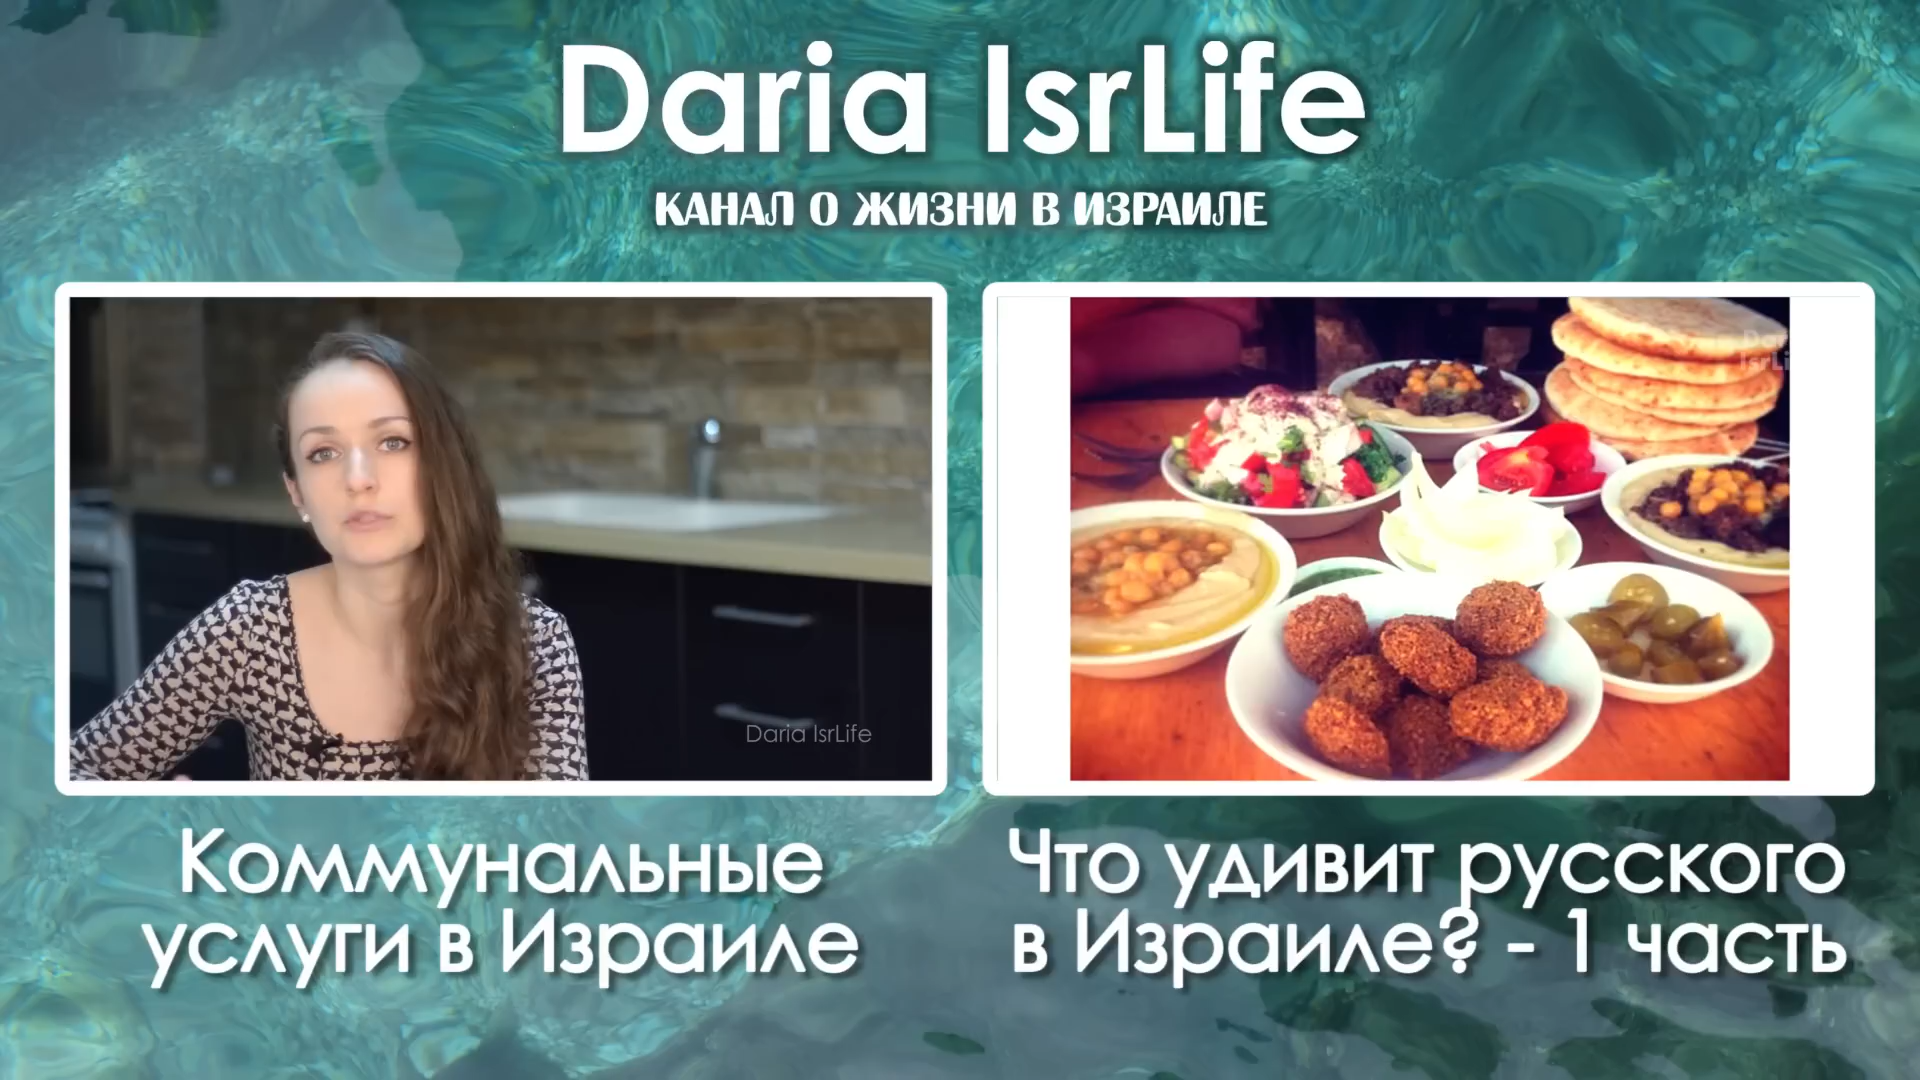 Daria IsrLife
КАНАЛ О ЖИЗНИ В ИЗРАИЛЕ
Daria IsrLife
Коммунальные
услуги в Израиле
Что удивит русского
в Израиле? - 1 часть